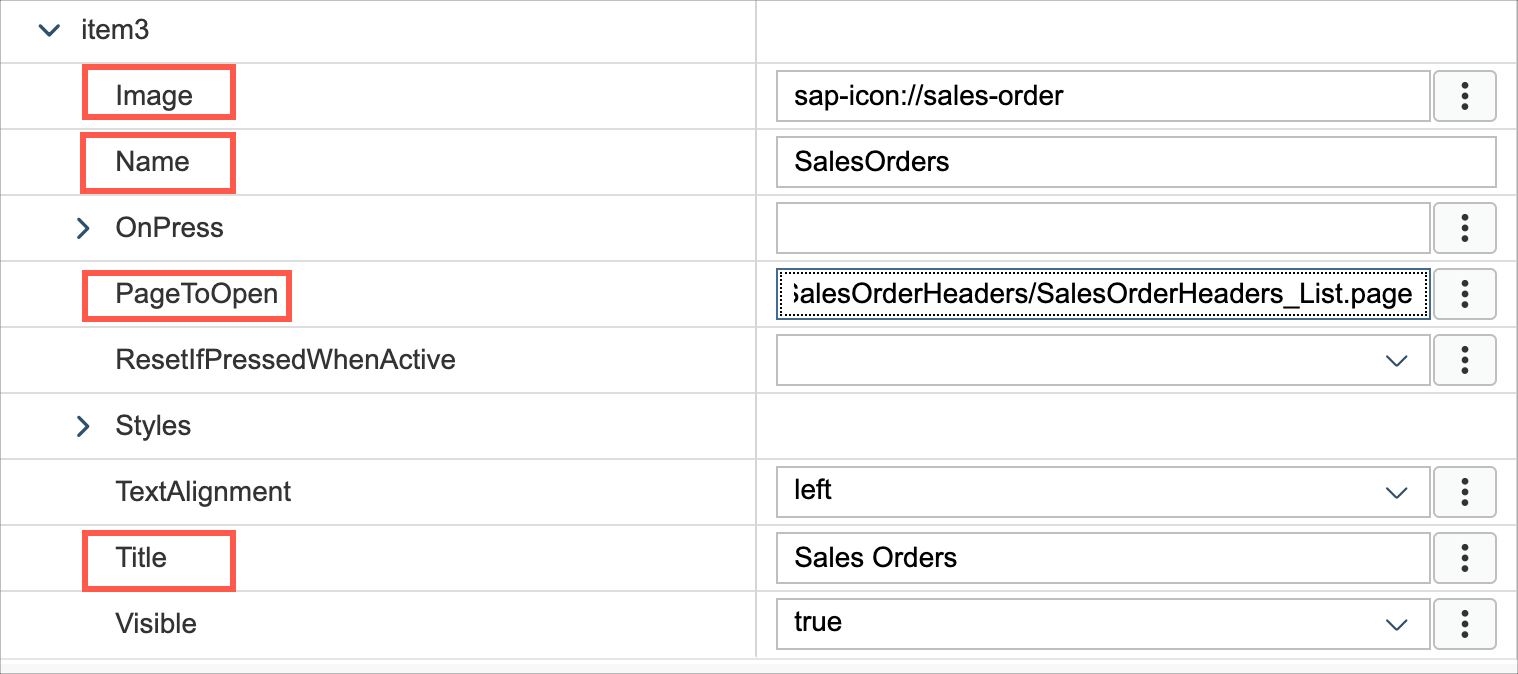 item3
Image sap-icon://sales-order
Name SalesOrders
OnPress
PageToOpen SalesOrderHeaders/SalesOrderHeaders_List.page
ResetIfPressedWhenActive
Styles
TextAlignment left
Title Sales Orders
Visible true